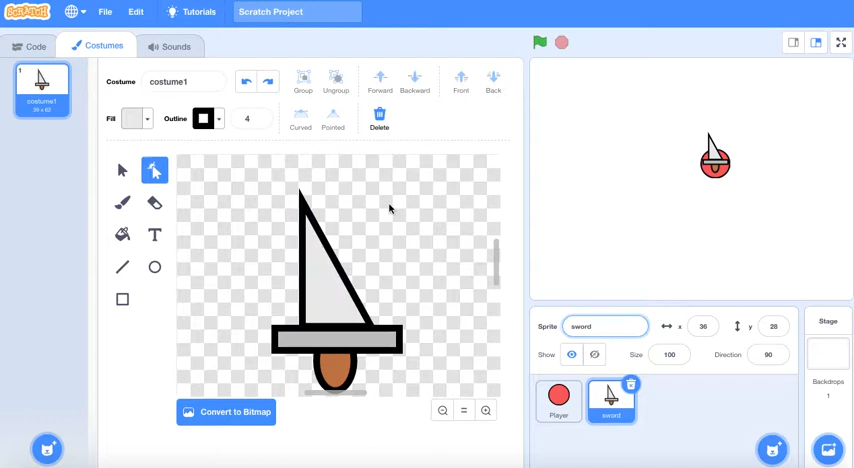 SCRATCH File Edit Tutorials Scratch Project
Code Costumes Sounds
1
costume1
Costume costume1
Group Ungroup Forward Backward Front Back
Fill Outline 4
Curved Pointed Delete
Convert to Bitmap
Sprite sword x 36 y 28
Show Size 100 Direction 90
Player
sword
Stage
Backdrops
1